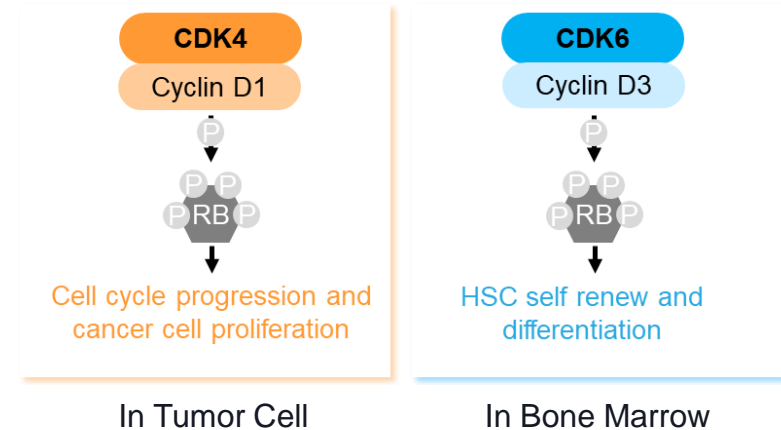 CDK4
Cyclin D1
P
P P
P RB P
Cell cycle progression and
cancer cell proliferation
In Tumor Cell
CDK6
Cyclin D3
P
P P
P RB P
HSC self renew and
differentiation
In Bone Marrow